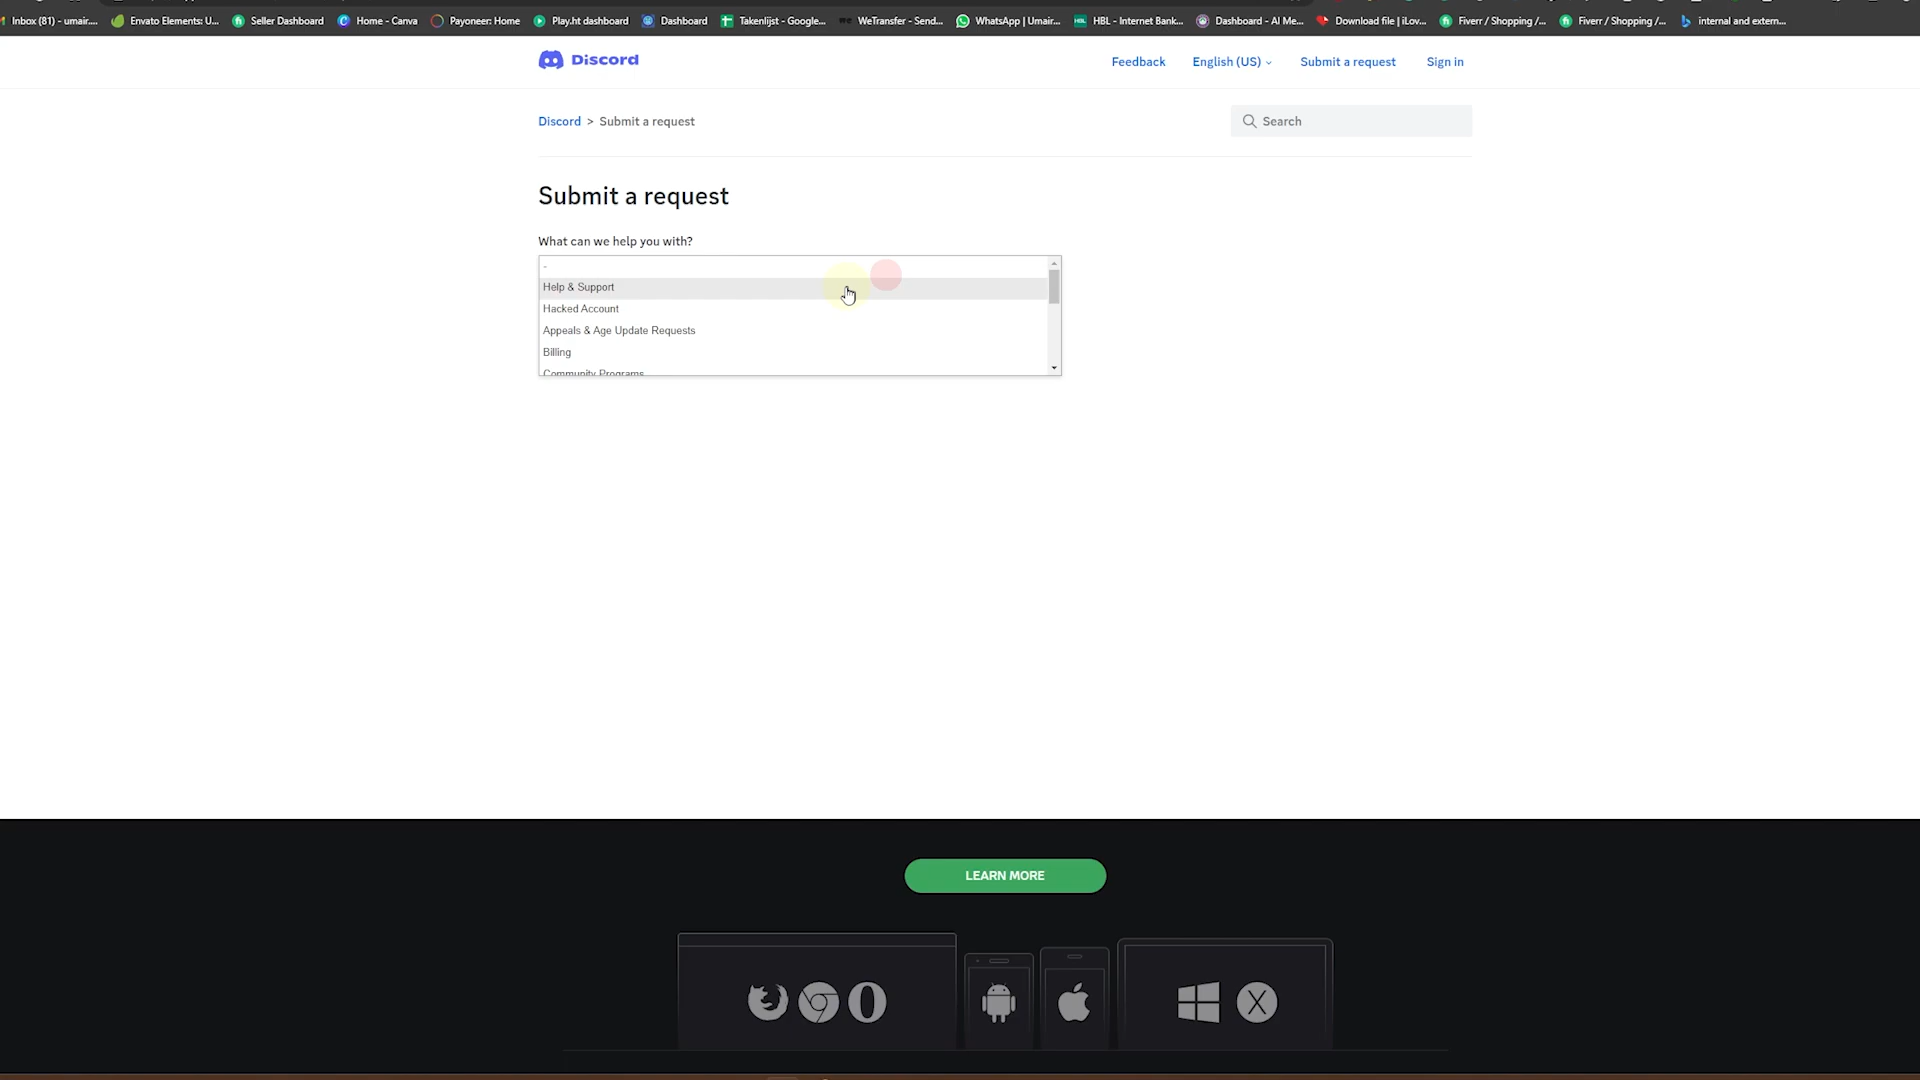 Inbox (81) - umair... Envato Elements: U... Seller Dashboard Home - Canva Payoneer: Home Play.ht dashboard Dashboard Takenlijst - Google... WeTransfer - Send... WhatsApp | Umair... HBL - Internet Bank... Dashboard - AI Me... Download file | iLov... Fiverr / Shopping /... Fiverr / Shopping /... internal and extern...
Discord
Feedback English (US) Submit a request Sign in
Discord > Submit a request
Search
Submit a request
What can we help you with?
-
Help & Support
Hacked Account
Appeals & Age Update Requests
Billing
Community Programs
LEARN MORE